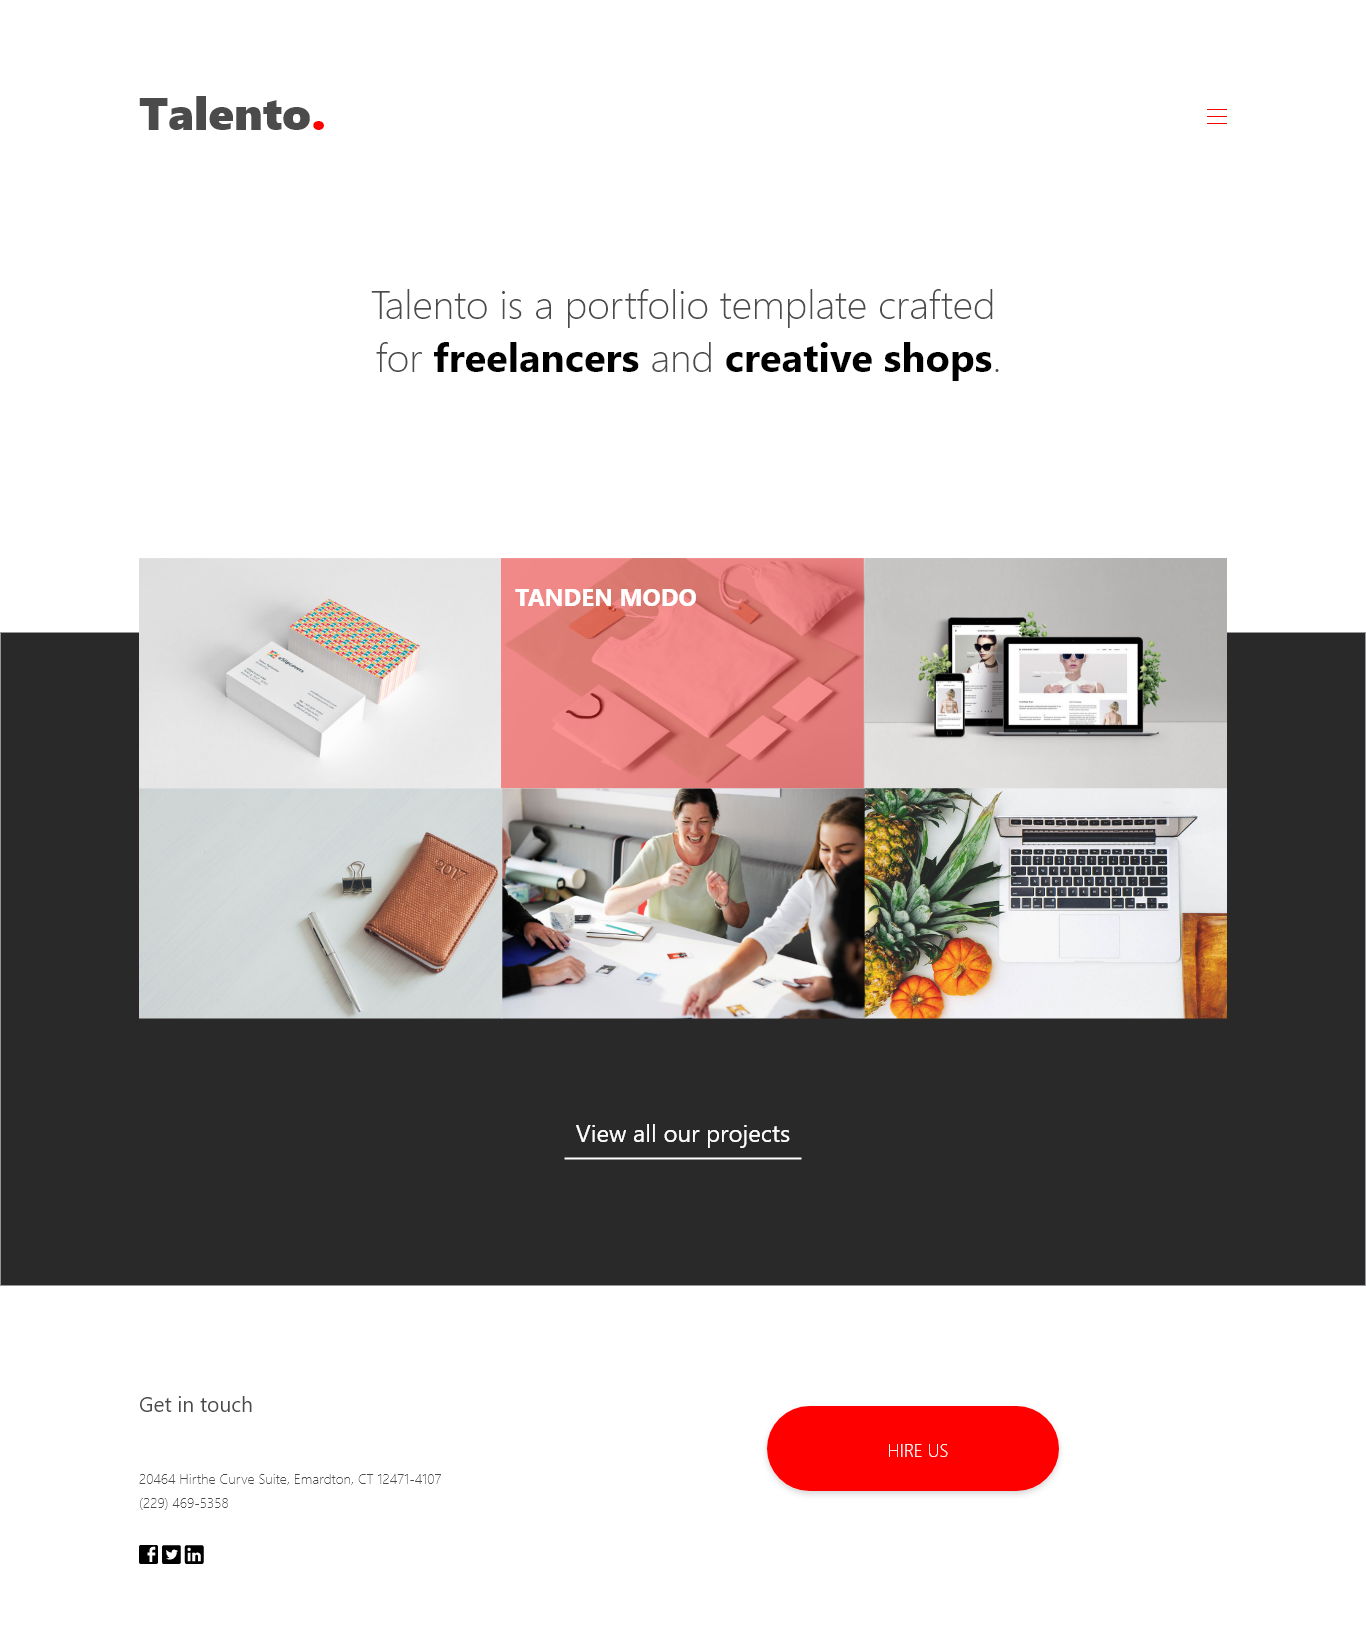 Talento.
Talento is a portfolio template crafted
for freelancers and creative shops.
TANDEN MODO
2017
View all our projects
Get in touch
HIRE US
20464 Hirthe Curve Suite, Emardton, CT 12471-4107
(229) 469-5358